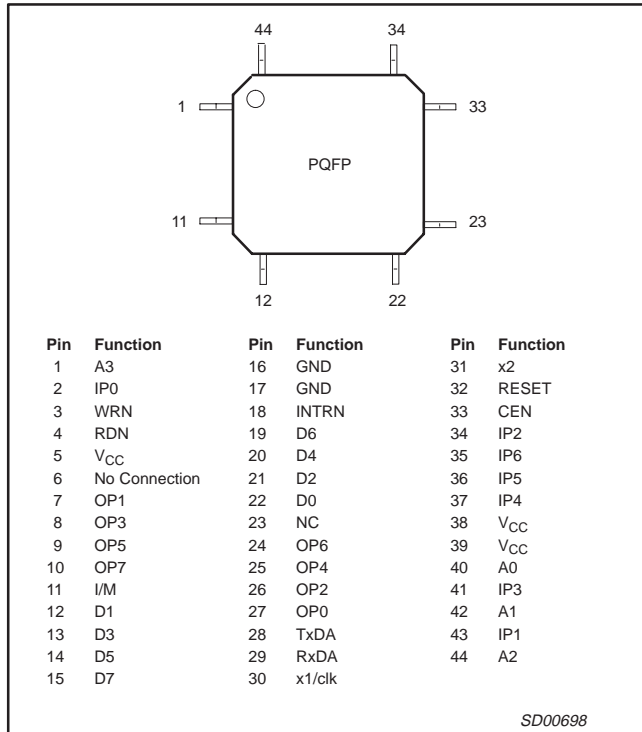 44 34
1 33
PQFP
11 23
12 22
Pin Function Pin Function Pin Function
1 A3 16 GND 31 x2
2 IP0 17 GND 32 RESET
3 WRN 18 INTRN 33 CEN
4 RDN 19 D6 34 IP2
5 VCC 20 D4 35 IP6
6 No Connection 21 D2 36 IP5
7 OP1 22 D0 37 IP4
8 OP3 23 NC 38 VCC
9 OP5 24 OP6 39 VCC
10 OP7 25 OP4 40 A0
11 I/M 26 OP2 41 IP3
12 D1 27 OP0 42 A1
13 D3 28 TxDA 43 IP1
14 D5 29 RxDA 44 A2
15 D7 30 x1/clk
SD00698